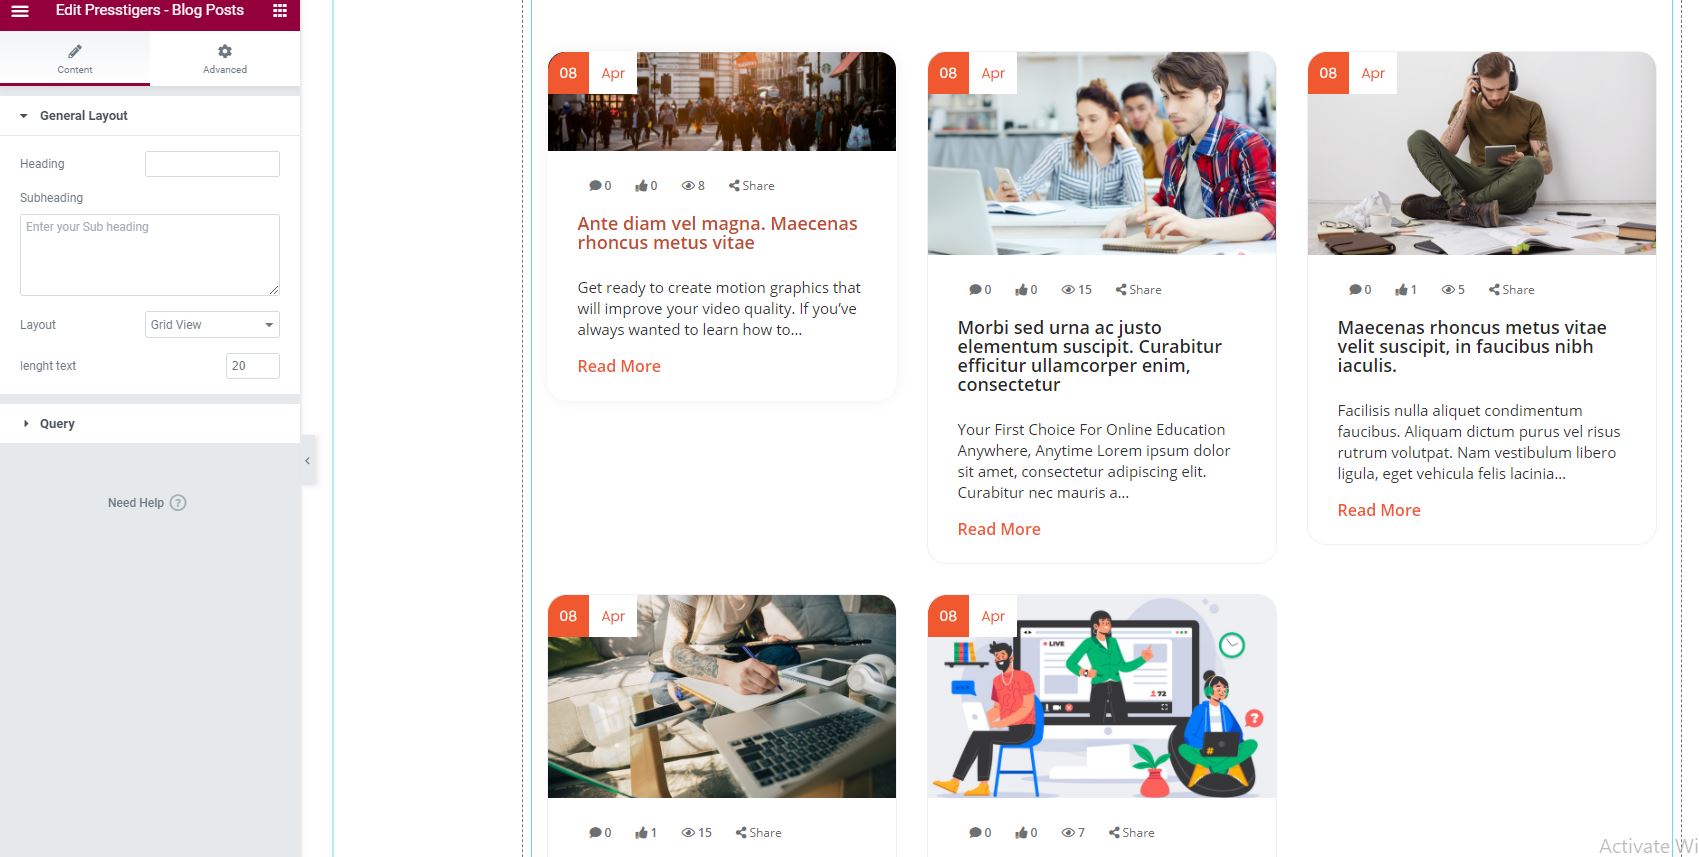 Edit Presstigers - Blog Posts
Content
Advanced
General Layout
Heading
Subheading
Enter your Sub heading
Layout
Grid View
lenght text
20
Query
Need Help ?
08 Apr
0 0 8 Share
Ante diam vel magna. Maecenas
rhoncus metus vitae
Get ready to create motion graphics that
will improve your video quality. If you’ve
always wanted to learn how to...
Read More
08 Apr
0 0 15 Share
Morbi sed urna ac justo
elementum suscipit. Curabitur
efficitur ullamcorper enim,
consectetur
Your First Choice For Online Education
Anywhere, Anytime Lorem ipsum dolor
sit amet, consectetur adipiscing elit.
Curabitur nec mauris a...
Read More
08 Apr
0 1 5 Share
Maecenas rhoncus metus vitae
velit suscipit, in faucibus nibh
iaculis.
Facilisis nulla aliquet condimentum
faucibus. Aliquam dictum purus vel risus
rutrum volutpat. Nam vestibulum libero
ligula, eget vehicula felis lacinia...
Read More
08 Apr
0 1 15 Share
08 Apr
LIVE
72
?
#
0 0 7 Share
Activate Wi